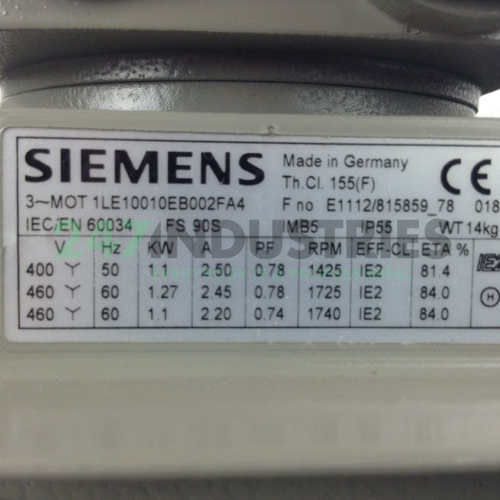 SIEMENS Made in Germany CE
Th.Cl. 155(F)
3~MOT 1LE10010EB002FA4 F no E1112/815859_78 018
IEC/EN 60034 FS 90S IMB5 IP55 WT 14kg
V Hz KW A PF RPM EFF-CL ETA %
400 Y 50 1.1 2.50 0.78 1425 IE2 81.4
460 Y 60 1.27 2.45 0.78 1725 IE2 84.0
460 Y 60 1.1 2.20 0.74 1740 IE2 84.0
IE2
H
247INDUSTRIES